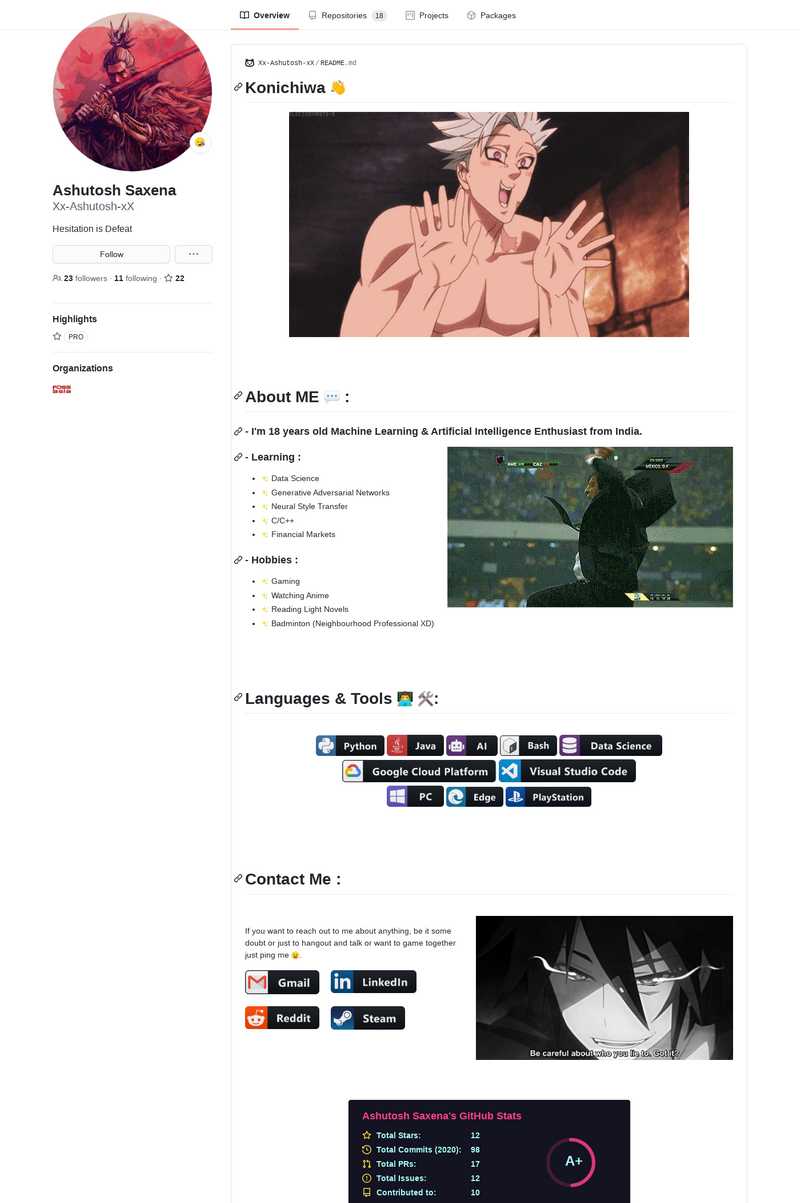 Overview
Repositories 18
Projects
Packages
Ashutosh Saxena
Xx-Ashutosh-xX
Hesitation is Defeat
Follow
23 followers · 11 following · 22
Highlights
PRO
Organizations
Xx-Ashutosh-xX / README.md
Konichiwa 👋
About ME 💬 :
- I'm 18 years old Machine Learning & Artificial Intelligence Enthusiast from India.
- Learning :
Data Science
Generative Adversarial Networks
Neural Style Transfer
C/C++
Financial Markets
- Hobbies :
Gaming
Watching Anime
Reading Light Novels
Badminton (Neighbourhood Professional XD)
Languages & Tools 👨‍💻 🛠️:
Python
Java
AI
Bash
Data Science
Google Cloud Platform
Visual Studio Code
PC
Edge
PlayStation
Contact Me :
If you want to reach out to me about anything, be it some
doubt or just to hangout and talk or want to game together
just ping me
Gmail
LinkedIn
Reddit
Steam
Be careful about who you lie to. Got it?
Ashutosh Saxena's GitHub Stats
Total Stars: 12
Total Commits (2020): 98
Total PRs: 17
Total Issues: 12
Contributed to: 10
A+